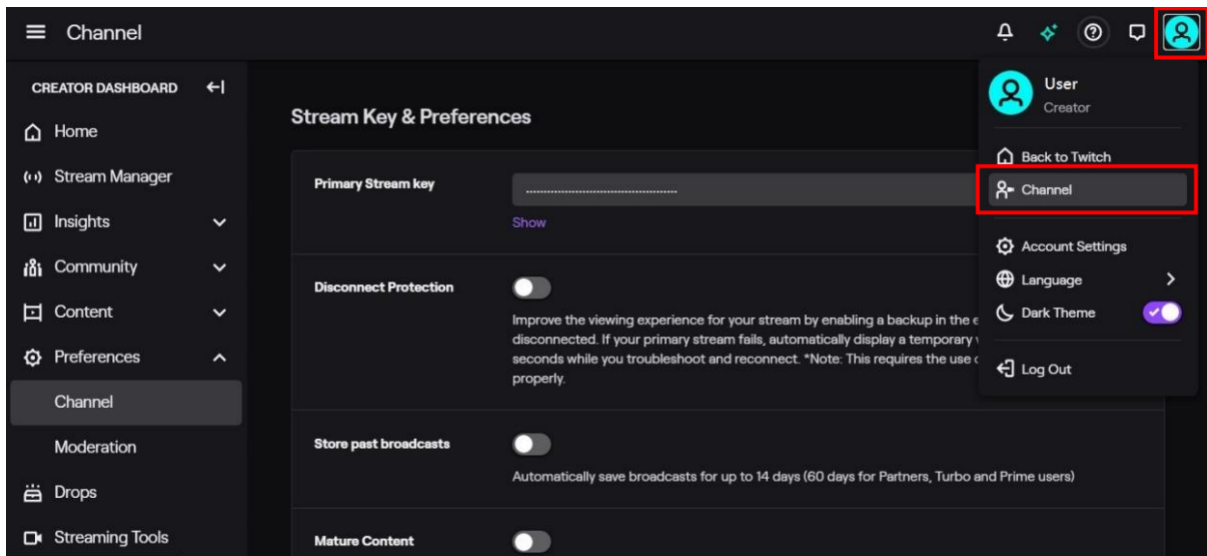 Channel
CREATOR DASHBOARD
Home
Stream Manager
Insights
Community
Content
Preferences
Channel
Moderation
Drops
Streaming Tools
Stream Key & Preferences
Primary Stream key
Show
Disconnect Protection
Improve the viewing experience for your stream by enabling a backup in the
disconnected. If your primary stream fails, automatically display a temporary
seconds while you troubleshoot and reconnect. *Note: This requires the use
properly.
Store past broadcasts
Automatically save broadcasts for up to 14 days (60 days for Partners, Turbo and Prime users)
Mature Content
User
Creator
Back to Twitch
Channel
Account Settings
Language
Dark Theme
Log Out